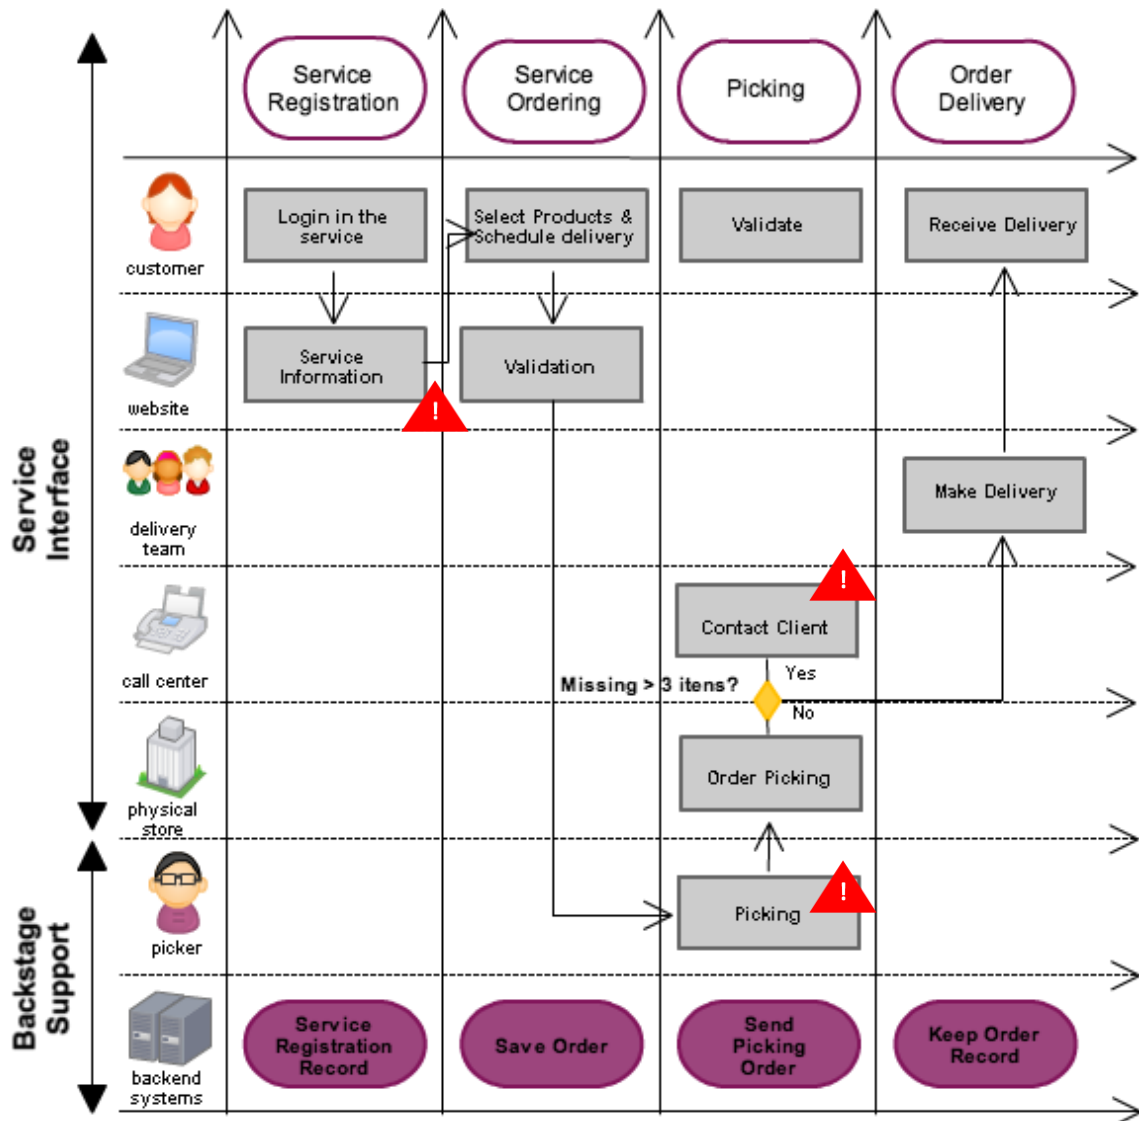 Service
Registration
Service
Ordering
Picking
Order
Delivery
Service
Interface
customer
Login in the
service
Select Products &
Schedule delivery
Validate
Receive Delivery
website
Service
Information
!
Validation
delivery
team
Make Delivery
call center
Contact Client
!
Yes
Missing > 3 itens?
No
physical
store
Order Picking
Backstage
Support
picker
Picking
!
backend
systems
Service
Registration
Record
Save Order
Send
Picking
Order
Keep Order
Record